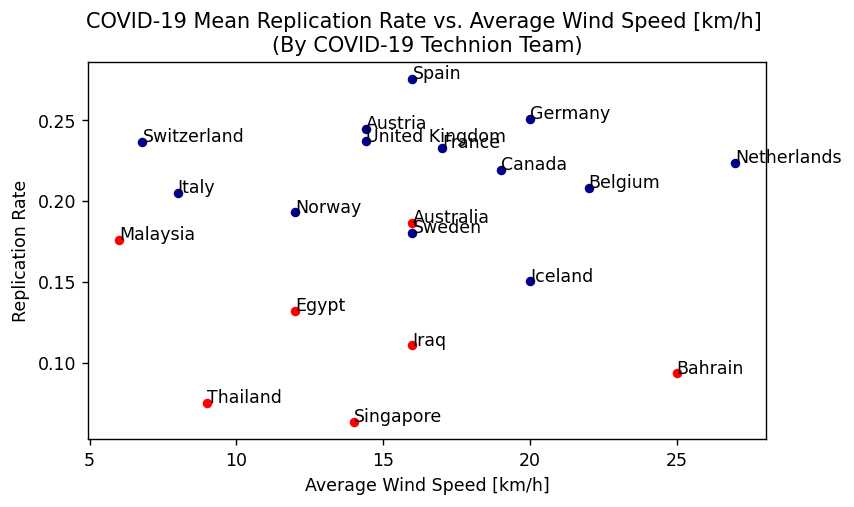 COVID-19 Mean Replication Rate vs. Average Wind Speed [km/h]
(By COVID-19 Technion Team)
Spain
Germany
0.25
Austria
United Kingdom
France
Switzerland
Netherlands
Canada
Belgium
Italy
0.20
Norway
Australia
Sweden
Malaysia
Replication Rate
0.15
Iceland
Egypt
Iraq
0.10
Bahrain
Thailand
Singapore
5
10
15
20
25
Average Wind Speed [km/h]